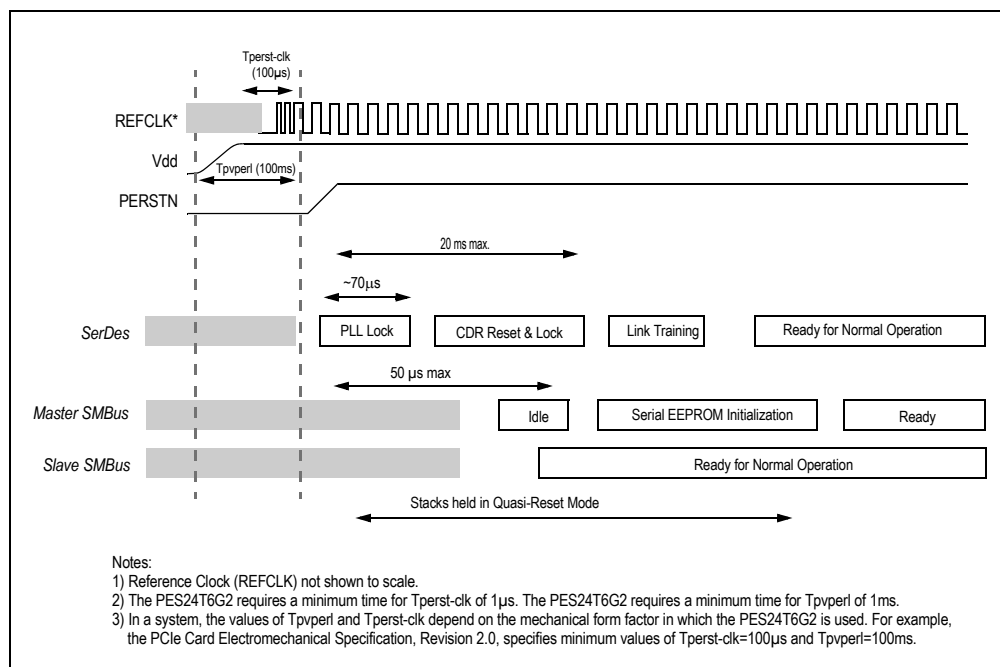 Tperst-clk
(100µs)
REFCLK*
Vdd
Tpvperl (100ms)
PERSTN
20 ms max.
~70µs
SerDes
PLL Lock
CDR Reset & Lock
Link Training
Ready for Normal Operation
50 µs max
Master SMBus
Idle
Serial EEPROM Initialization
Ready
Slave SMBus
Ready for Normal Operation
Stacks held in Quasi-Reset Mode
Notes:
1) Reference Clock (REFCLK) not shown to scale.
2) The PES24T6G2 requires a minimum time for Tperst-clk of 1µs. The PES24T6G2 requires a minimum time for Tpvperl of 1ms.
3) In a system, the values of Tpvperl and Tperst-clk depend on the mechanical form factor in which the PES24T6G2 is used. For example,
the PCIe Card Electromechanical Specification, Revision 2.0, specifies minimum values of Tperst-clk=100µs and Tpvperl=100ms.